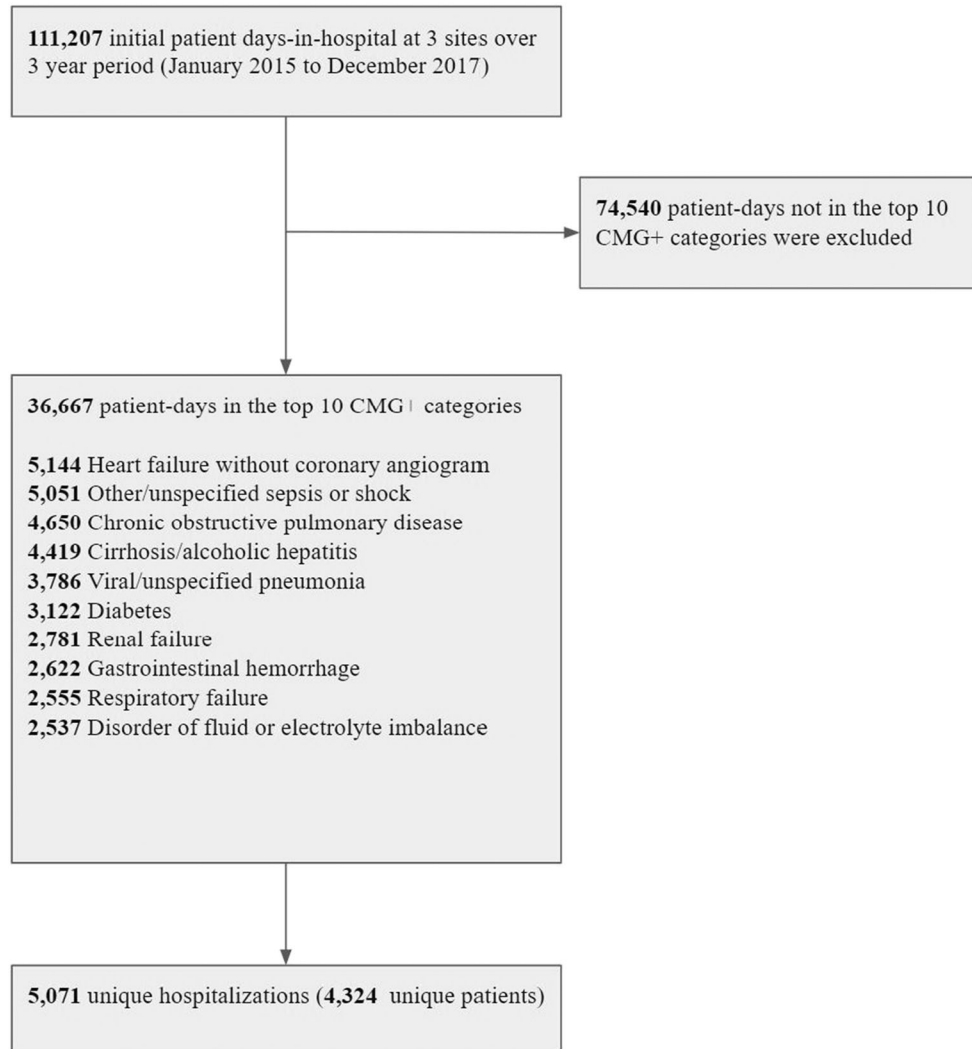 111,207 initial patient days-in-hospital at 3 sites over
3 year period (January 2015 to December 2017)
74,540 patient-days not in the top 10
CMG+ categories were excluded
36,667 patient-days in the top 10 CMG+ categories
5,144 Heart failure without coronary angiogram
5,051 Other/unspecified sepsis or shock
4,650 Chronic obstructive pulmonary disease
4,419 Cirrhosis/alcoholic hepatitis
3,786 Viral/unspecified pneumonia
3,122 Diabetes
2,781 Renal failure
2,622 Gastrointestinal hemorrhage
2,555 Respiratory failure
2,537 Disorder of fluid or electrolyte imbalance
5,071 unique hospitalizations (4,324 unique patients)